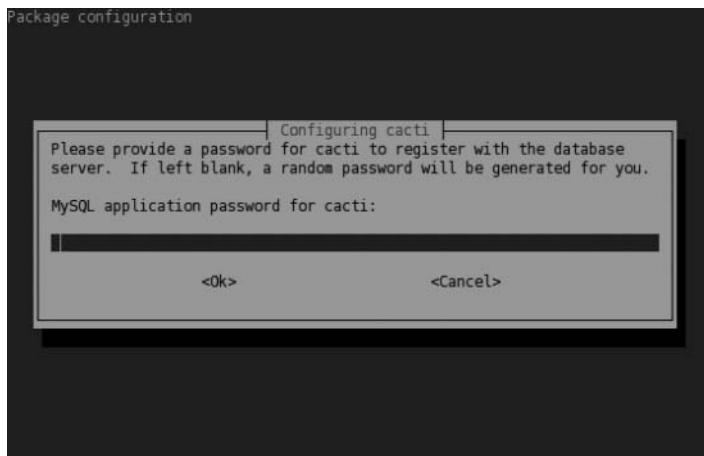 Package configuration
Configuring cacti
Please provide a password for cacti to register with the database
server.  If left blank, a random password will be generated for you.
MySQL application password for cacti:
<Ok> <Cancel>